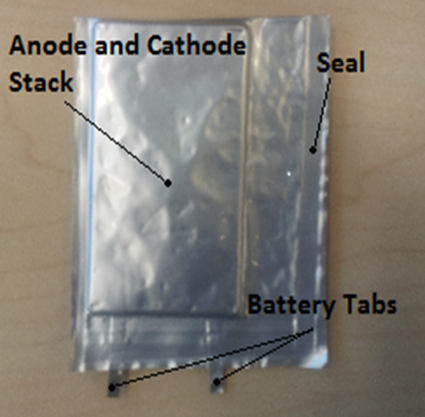 Anode and Cathode
Stack
Seal
Battery Tabs